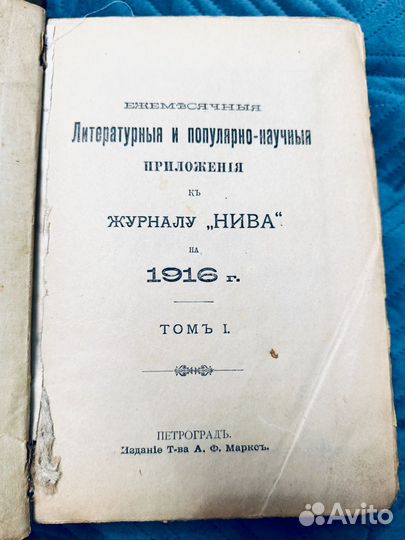 ЕЖЕМѢСЯЧНЫЯ
Литературныя и популярно-научныя
ПРИЛОЖЕНІЯ
КЪ
ЖУРНАЛУ „НИВА“
НА
1916 г.
ТОМЪ I.
ПЕТРОГРАДЪ.
Изданіе Т-ва А. Ф. Марксъ.
Avito